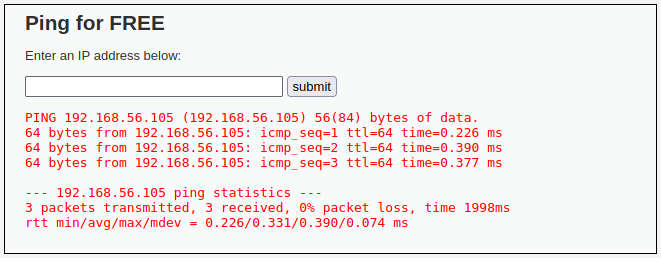 Ping for FREE
Enter an IP address below:
submit
PING 192.168.56.105 (192.168.56.105) 56(84) bytes of data.
64 bytes from 192.168.56.105: icmp_seq=1 ttl=64 time=0.226 ms
64 bytes from 192.168.56.105: icmp_seq=2 ttl=64 time=0.390 ms
64 bytes from 192.168.56.105: icmp_seq=3 ttl=64 time=0.377 ms
--- 192.168.56.105 ping statistics ---
3 packets transmitted, 3 received, 0% packet loss, time 1998ms
rtt min/avg/max/mdev = 0.226/0.331/0.390/0.074 ms